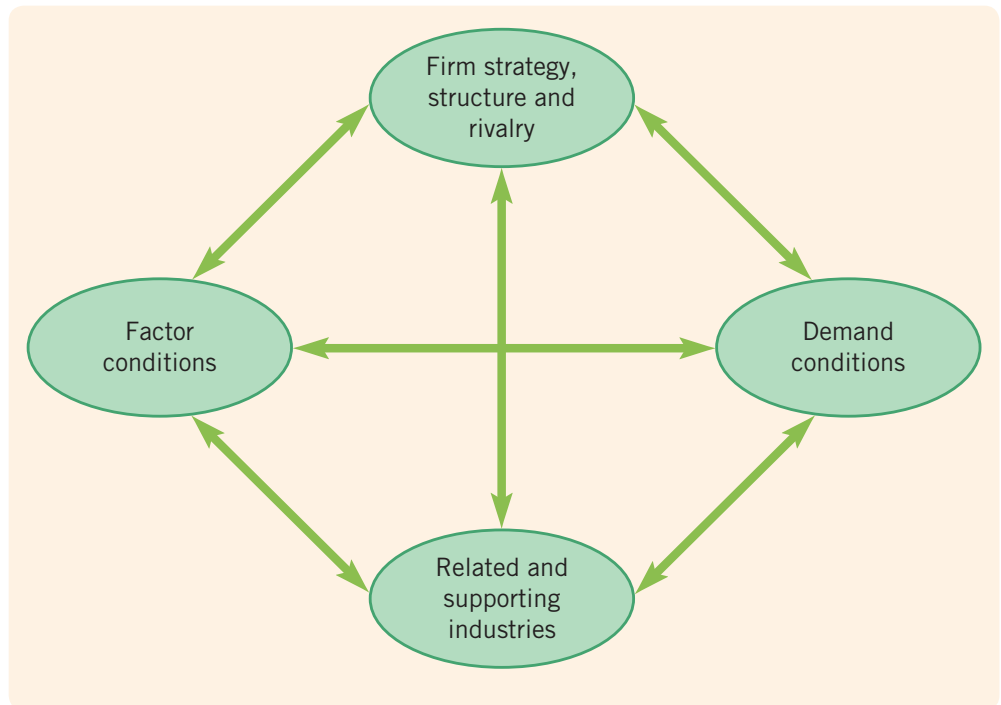 Firm strategy,
structure and
rivalry
Factor
conditions
Demand
conditions
Related and
supporting
industries